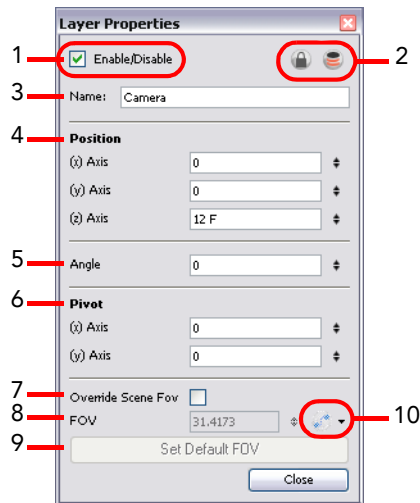 Layer Properties
1 Enable/Disable 2
3 Name: Camera
4 Position
(x) Axis 0
(y) Axis 0
(z) Axis 12 F
5 Angle 0
6 Pivot
(x) Axis 0
(y) Axis 0
7 Override Scene Fov
8 FOV 31.4173 10
9 Set Default FOV
Close